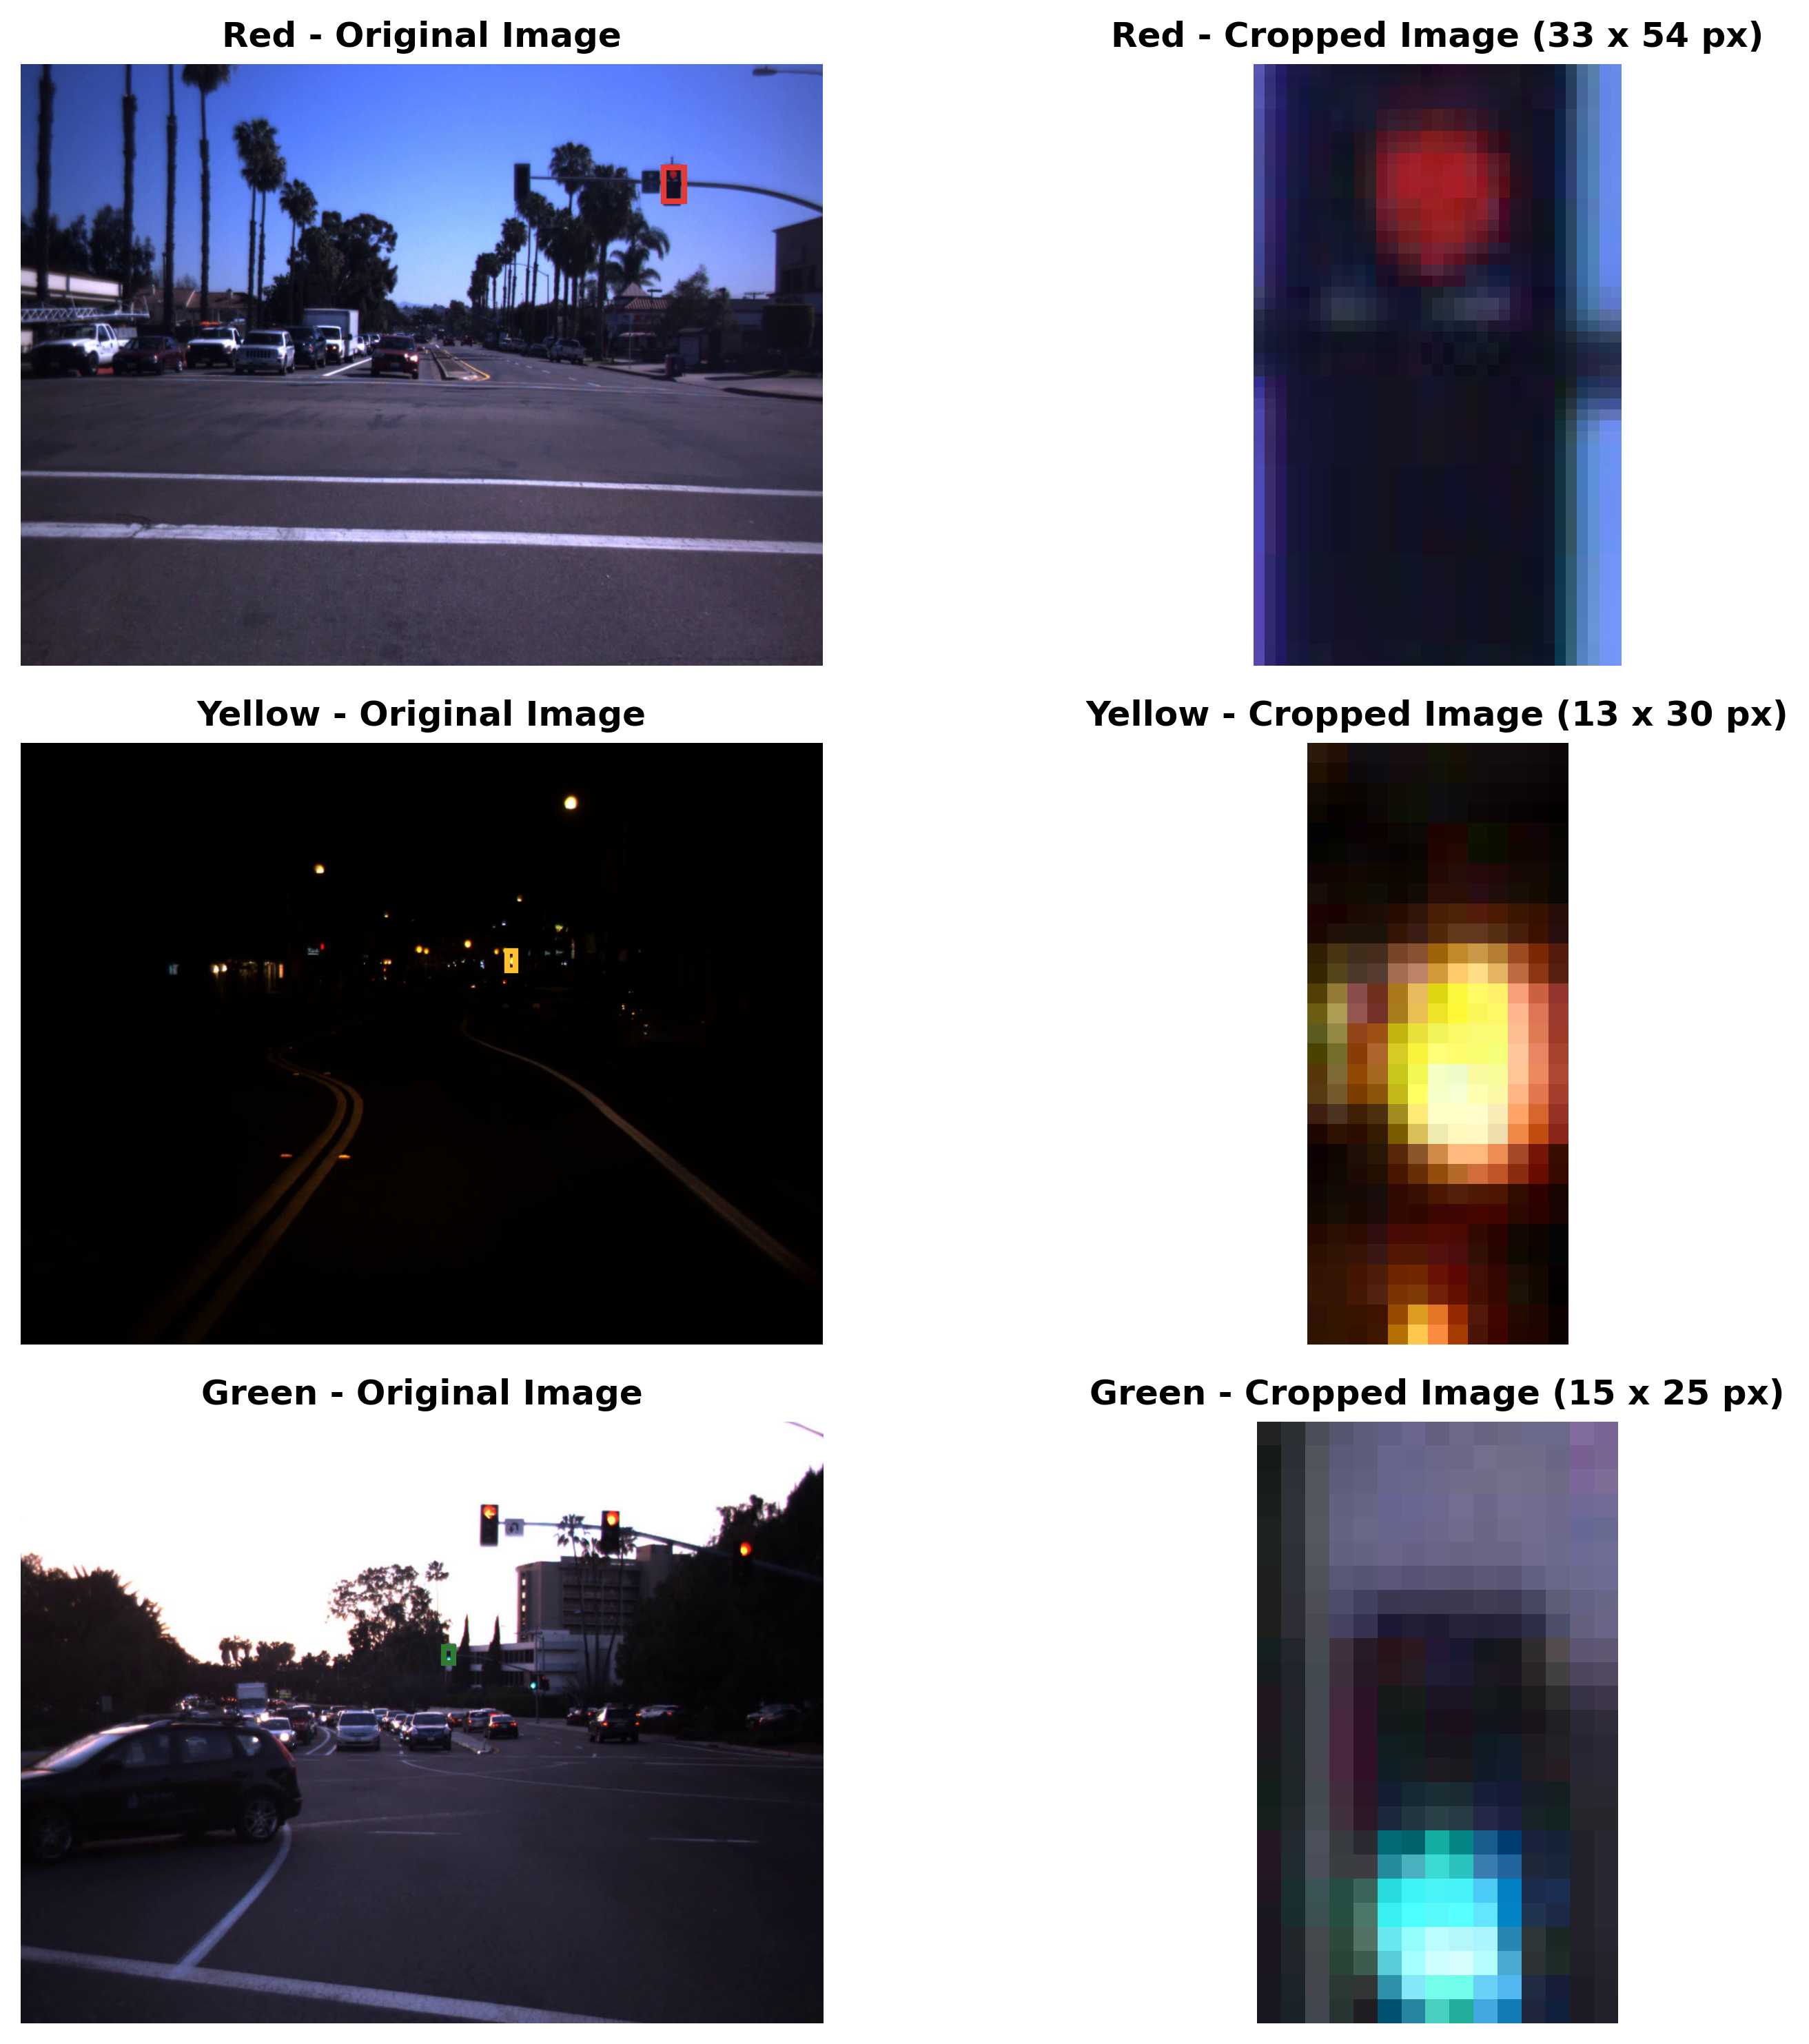 Red - Original Image
Red - Cropped Image (33 x 54 px)
Yellow - Original Image
Yellow - Cropped Image (13 x 30 px)
Green - Original Image
Green - Cropped Image (15 x 25 px)